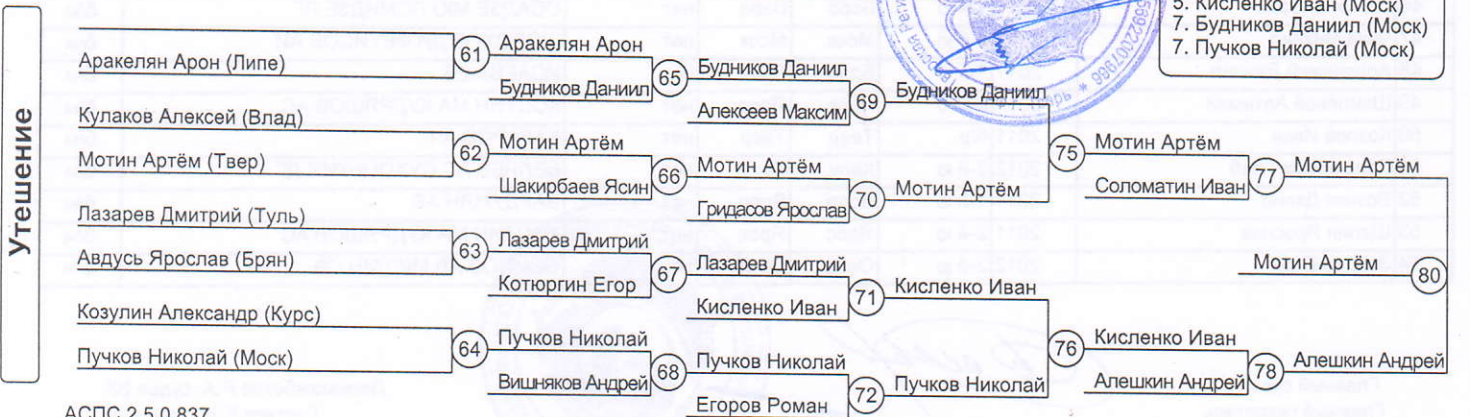 5. Кисленко Иван (Моск)
7. Будников Даниил (Моск)
7. Пучков Николай (Моск)
Утешение
Аракелян Арон (Липе)
Кулаков Алексей (Влад)
Мотин Артём (Твер)
Лазарев Дмитрий (Туль)
Авдусь Ярослав (Брян)
Козулин Александр (Курс)
Пучков Николай (Моск)
61
62
63
64
Аракелян Арон
Будников Даниил
Мотин Артём
Шакирбаев Ясин
Лазарев Дмитрий
Котюргин Егор
Пучков Николай
Вишняков Андрей
65
66
67
68
Будников Даниил
Алексеев Максим
Мотин Артём
Гридасов Ярослав
Лазарев Дмитрий
Кисленко Иван
Пучков Николай
Егоров Роман
69
70
71
72
Будников Даниил
Мотин Артём
Кисленко Иван
Пучков Николай
75
76
Мотин Артём
Соломатин Иван
Кисленко Иван
Алешкин Андрей
77
78
Мотин Артём
Мотин Артём
Алешкин Андрей
80
АСПС 2.5.0.837